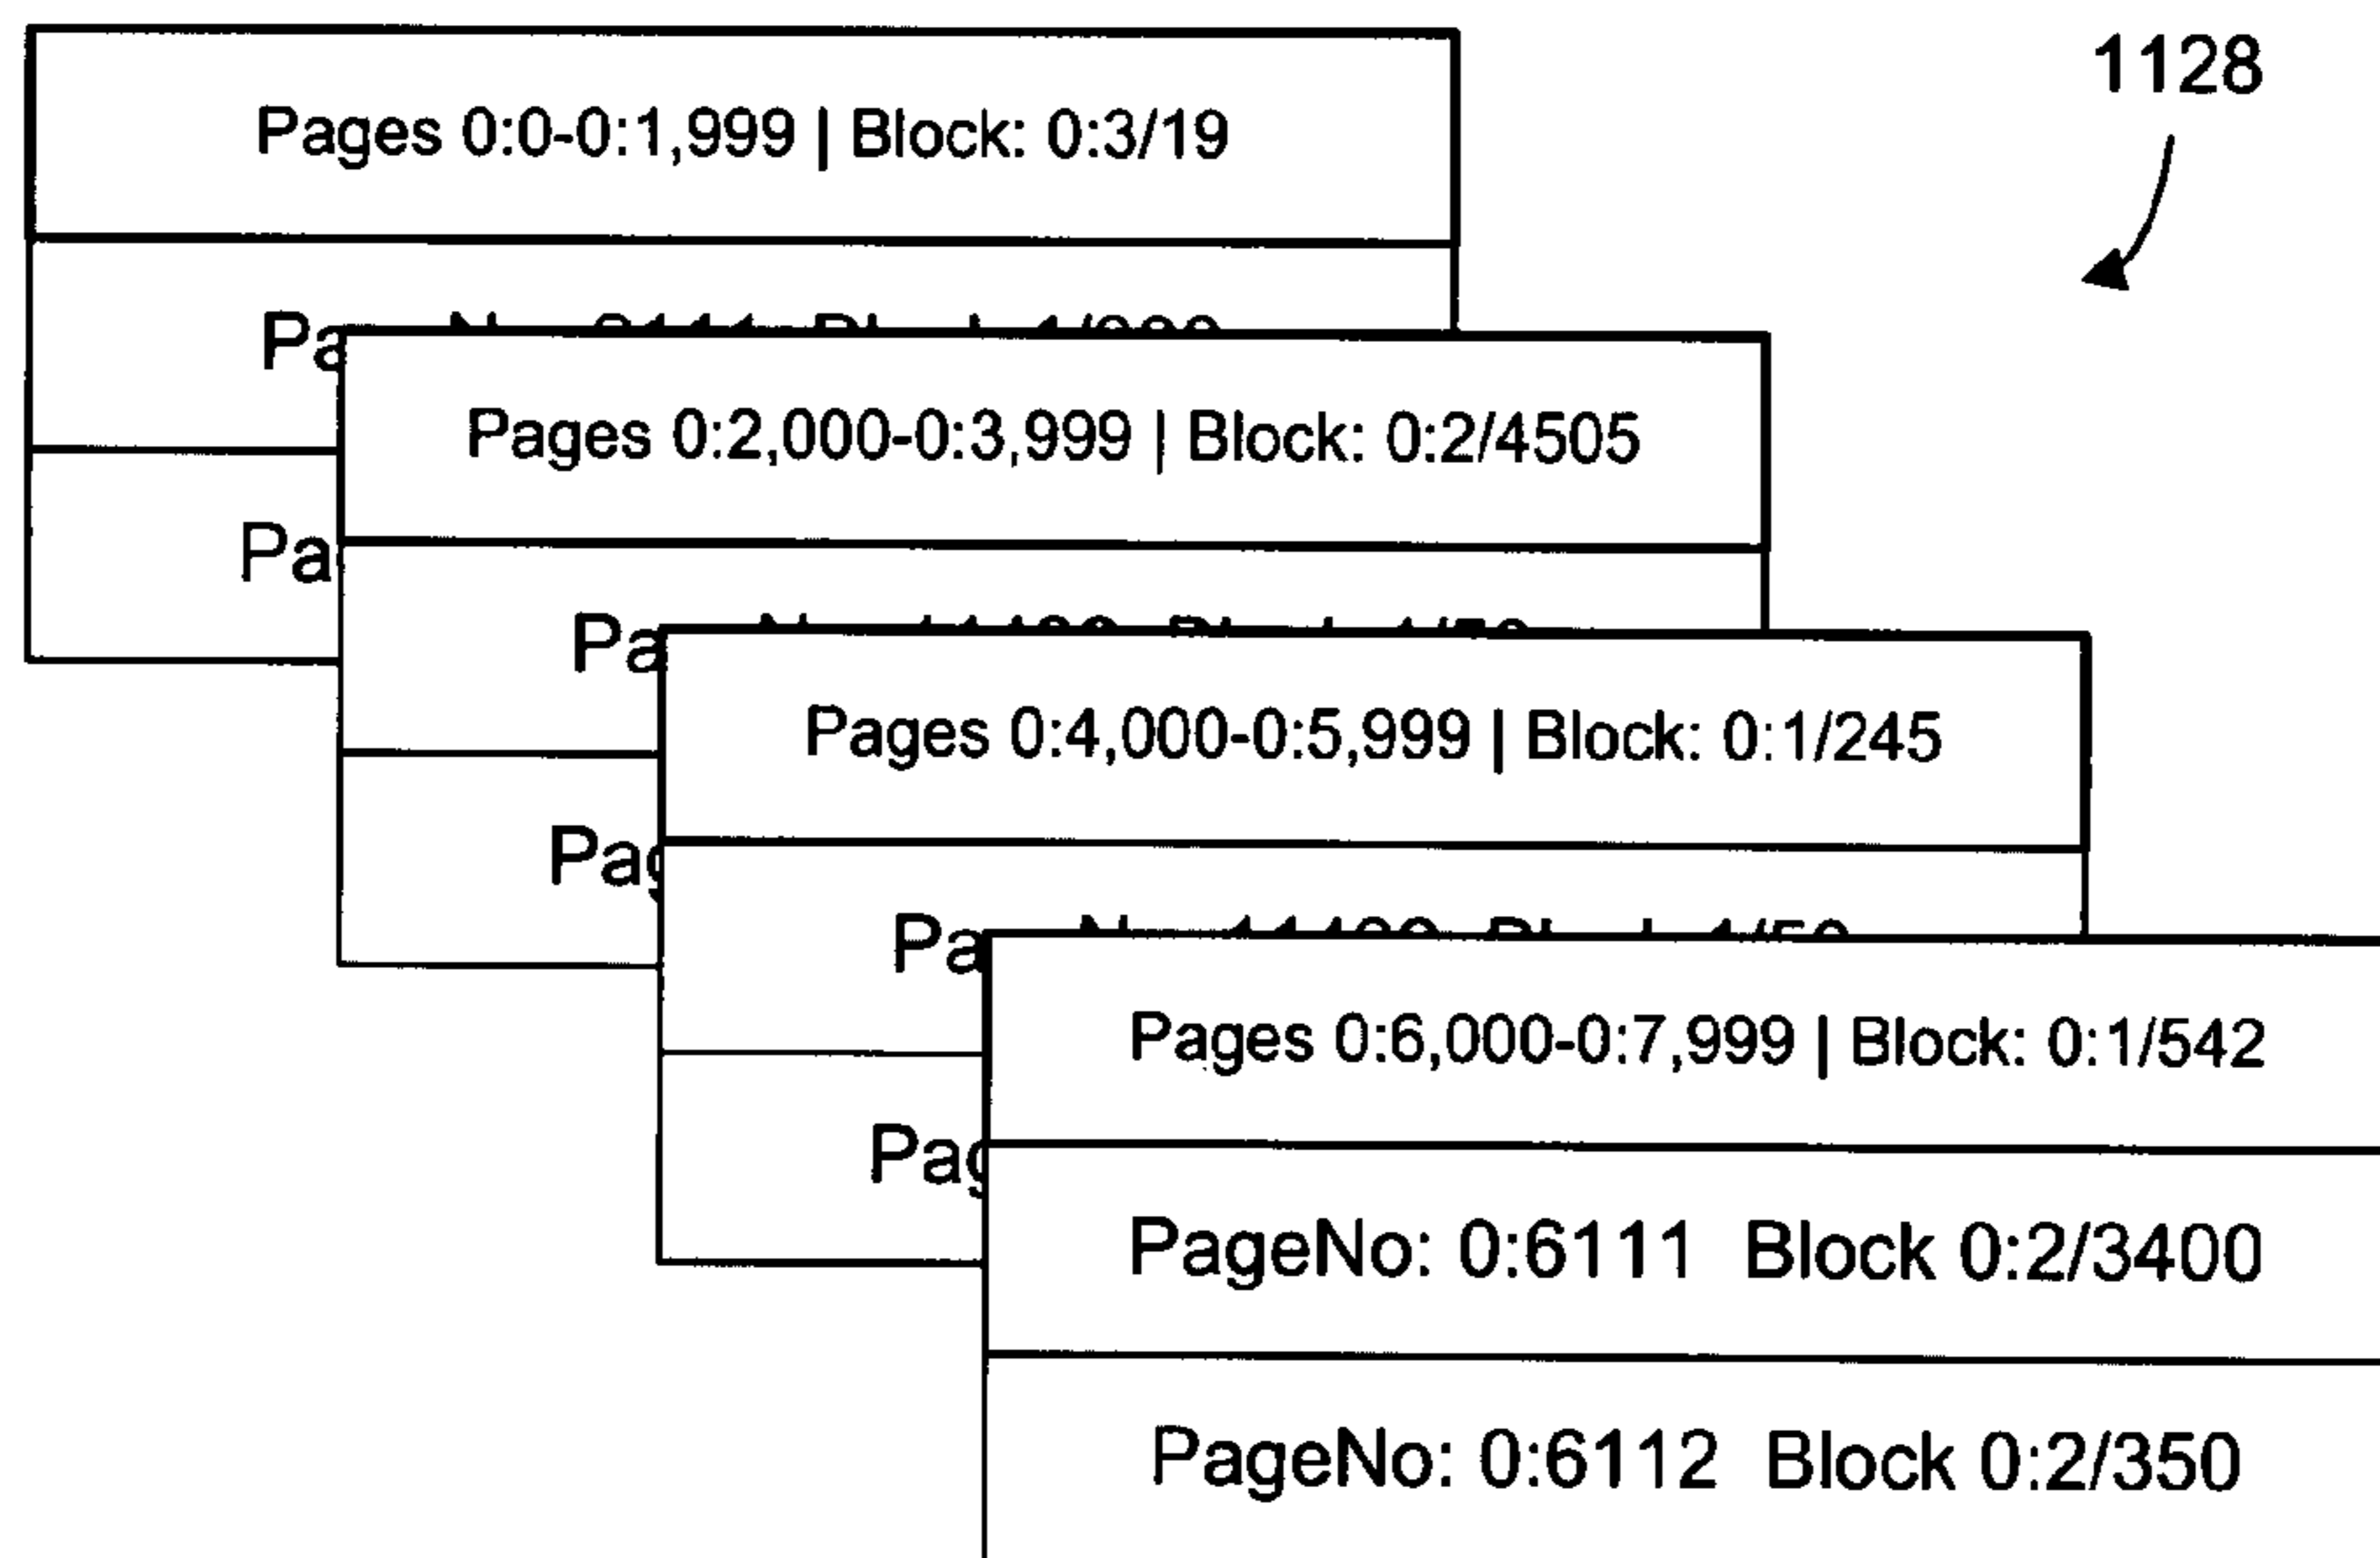 1128
Pages 0:0-0:1,999 | Block: 0:3/19
Pages 0:2,000-0:3,999 | Block: 0:2/4505
Pages 0:4,000-0:5,999 | Block: 0:1/245
Pages 0:6,000-0:7,999 | Block: 0:1/542
PageNo: 0:6111 Block 0:2/3400
PageNo: 0:6112 Block 0:2/350